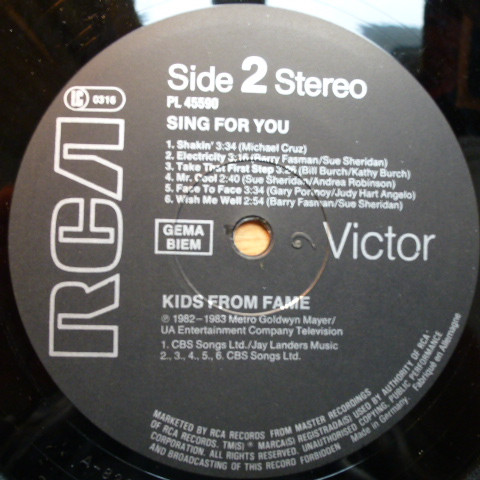 RCA
LC
0316
Side 2 Stereo
PL 45590
SING FOR YOU
1. Shakin' 3:34 (Michael Cruz)
2. Electricity 3:16 (Barry Fasman/Sue Sheridan)
3. Take That First Step 3:26 (Bill Burch/Kathy Burch)
4. Mr. Cool 2:40 (Sue Sheridan/Andrea Robinson)
5. Face To Face 3:34 (Gary Portnoy/Judy Hart Angelo)
6. Wish Me Well 2:54 (Barry Fasman/Sue Sheridan)
GEMA
BIEM
Victor
KIDS FROM FAME
℗ 1982–1983 Metro Goldwyn Mayer/
UA Entertainment Company Television
1. CBS Songs Ltd./Jay Landers Music
2., 3., 4., 5., 6. CBS Songs Ltd.
MARKETED BY RCA RECORDS FROM MASTER RECORDINGS
OF RCA RECORDS. TM(S) ® MARCA(S) REGISTRADA(S) USED BY AUTHORITY OF RCA
CORPORATION. ALL RIGHTS RESERVED. UNAUTHORISED COPYING, PUBLIC PERFORMANCE
AND BROADCASTING OF THIS RECORD FORBIDDEN
Made in Germany.
Fabriqué en Allemagne